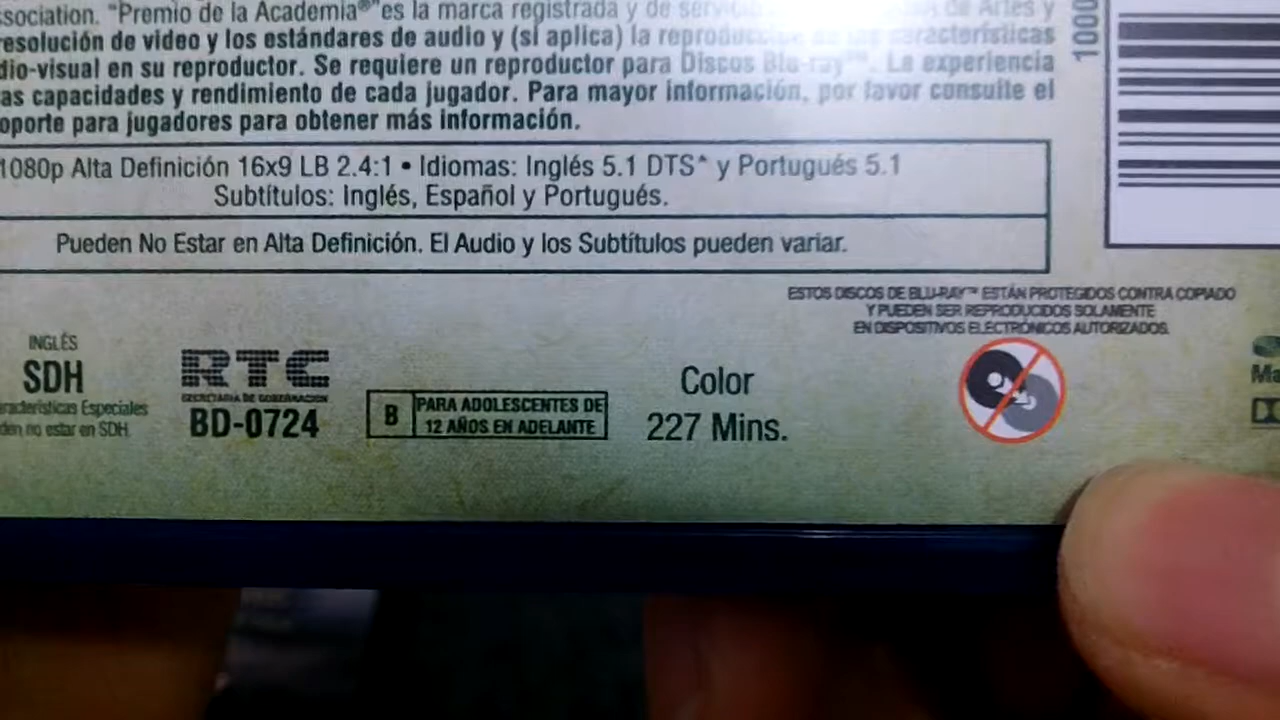 ssociation. "Premio de la Academia®" es la marca registrada y de servicio de Artes y
esolución de video y los estándares de audio y (si aplica) la reproducción de las características
dio-visual en su reproductor. Se requiere un reproductor para Discos Blu-ray™. La experiencia
as capacidades y rendimiento de cada jugador. Para mayor información, por favor consulte el
oporte para jugadores para obtener más información.
1000
1080p Alta Definición 16x9 LB 2.4:1 • Idiomas: Inglés 5.1 DTS* y Portugués 5.1
Subtítulos: Inglés, Español y Portugués.
Pueden No Estar en Alta Definición. El Audio y los Subtítulos pueden variar.
ESTOS DISCOS DE BLU-RAY™ ESTÁN PROTEGIDOS CONTRA COPIADO
Y PUEDEN SER REPRODUCIDOS SOLAMENTE
EN DISPOSITIVOS ELECTRÓNICOS AUTORIZADOS.
INGLÉS
SDH
aracterísticas Especiales
den no estar en SDH
RTC
SECRETARIA DE GOBERNACION
BD-0724
B
PARA ADOLESCENTES DE
12 AÑOS EN ADELANTE
Color
227 Mins.
Ma